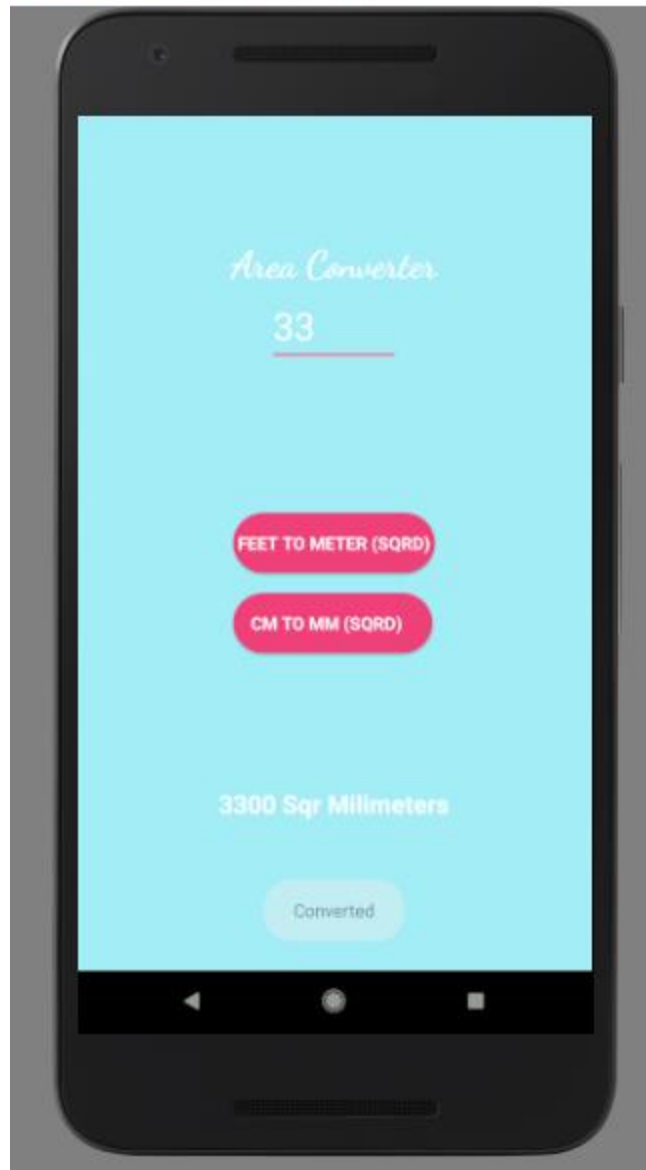 Area Converter
33
FEET TO METER (SQRD)
CM TO MM (SQRD)
3300 Sqr Milimeters
Converted